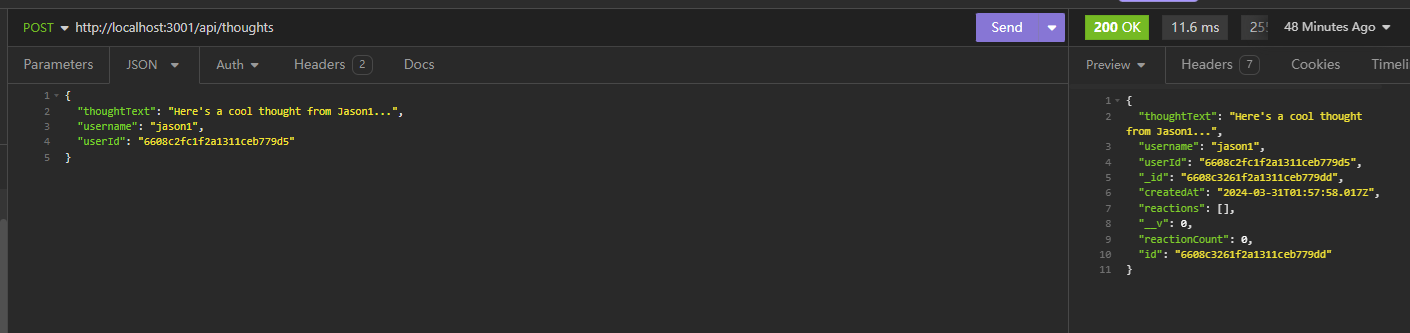 POST http://localhost:3001/api/thoughts Send
Parameters JSON Auth Headers 2 Docs
1 {
2 "thoughtText": "Here's a cool thought from Jason1...",
3 "username": "jason1",
4 "userId": "6608c2fc1f2a1311ceb779d5"
5 }
200 OK 11.6 ms 48 Minutes Ago
Preview Headers 7 Cookies Timeli
1 {
2 "thoughtText": "Here's a cool thought
from Jason1...",
3 "username": "jason1",
4 "userId": "6608c2fc1f2a1311ceb779d5",
5 "_id": "6608c3261f2a1311ceb779dd",
6 "createdAt": "2024-03-31T01:57:58.017Z",
7 "reactions": [],
8 "__v": 0,
9 "reactionCount": 0,
10 "id": "6608c3261f2a1311ceb779dd"
11 }